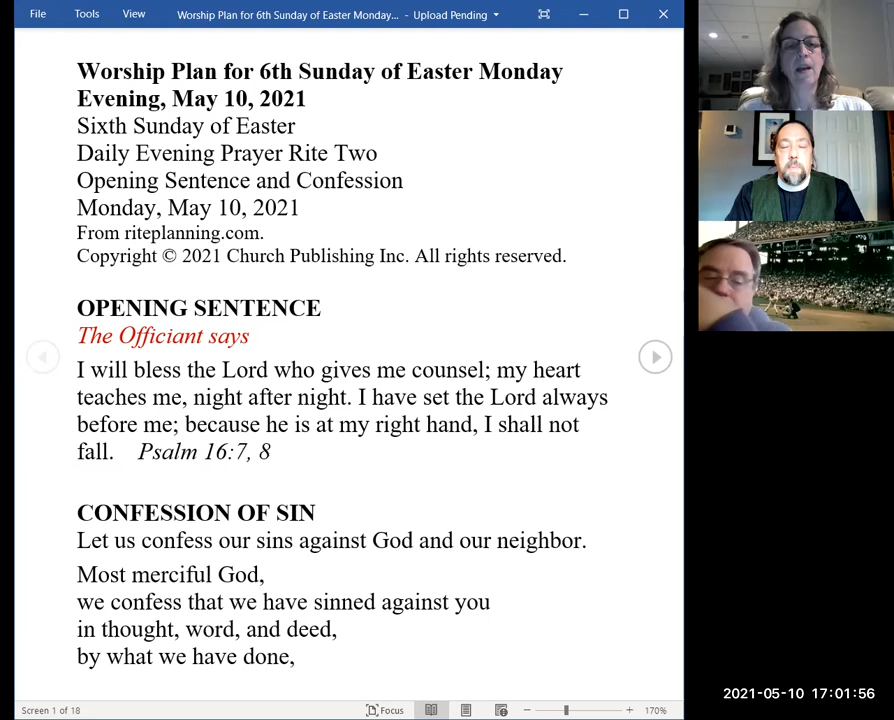 File Tools View Worship Plan for 6th Sunday of Easter Monday... - Upload Pending
Worship Plan for 6th Sunday of Easter Monday
Evening, May 10, 2021
Sixth Sunday of Easter
Daily Evening Prayer Rite Two
Opening Sentence and Confession
Monday, May 10, 2021
From riteplanning.com.
Copyright © 2021 Church Publishing Inc. All rights reserved.
OPENING SENTENCE
The Officiant says
I will bless the Lord who gives me counsel; my heart
teaches me, night after night. I have set the Lord always
before me; because he is at my right hand, I shall not
fall. Psalm 16:7, 8
CONFESSION OF SIN
Let us confess our sins against God and our neighbor.
Most merciful God,
we confess that we have sinned against you
in thought, word, and deed,
by what we have done,
Screen 1 of 18 Focus 170%
2021-05-10 17:01:56